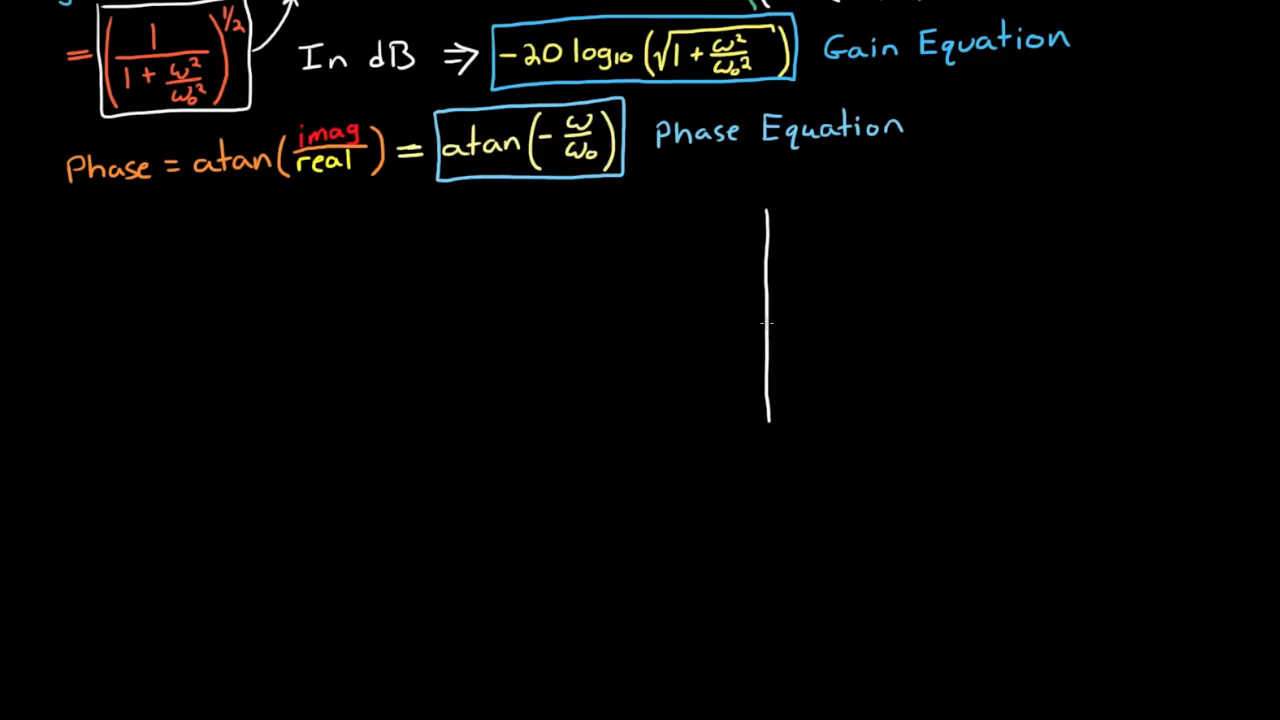 = (1 / (1 + ω²/ω₀²))^1/2 In dB ⇒ -20 log₁₀ (√(1 + ω²/ω₀²)) Gain Equation
Phase = atan(imag/real) = atan(-ω/ω₀) Phase Equation